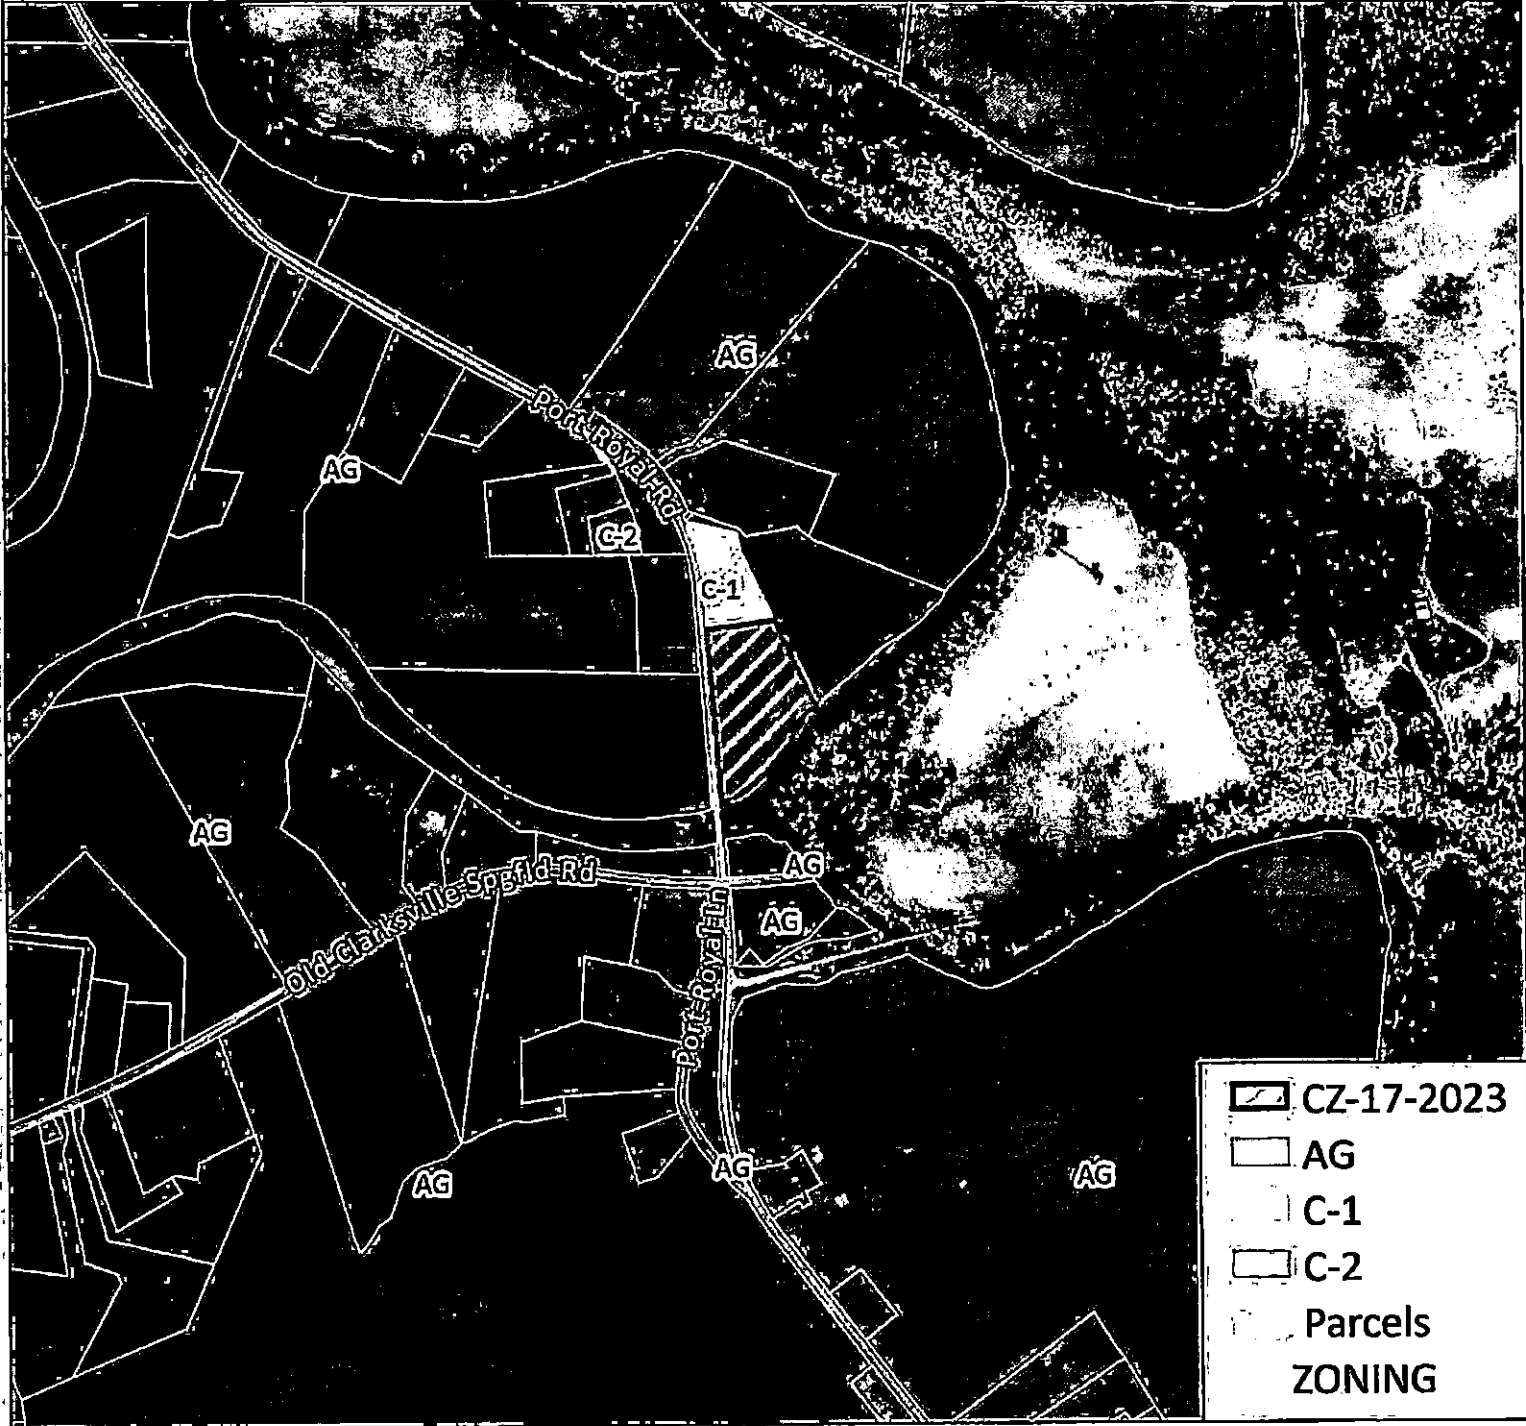 AG
Port Royal Rd
AG
C-2
C-1
AG
AG
Old Clarksville Spgfld Rd
AG
Port Royal Ln
AG
AG
AG
CZ-17-2023
AG
C-1
C-2
Parcels
ZONING